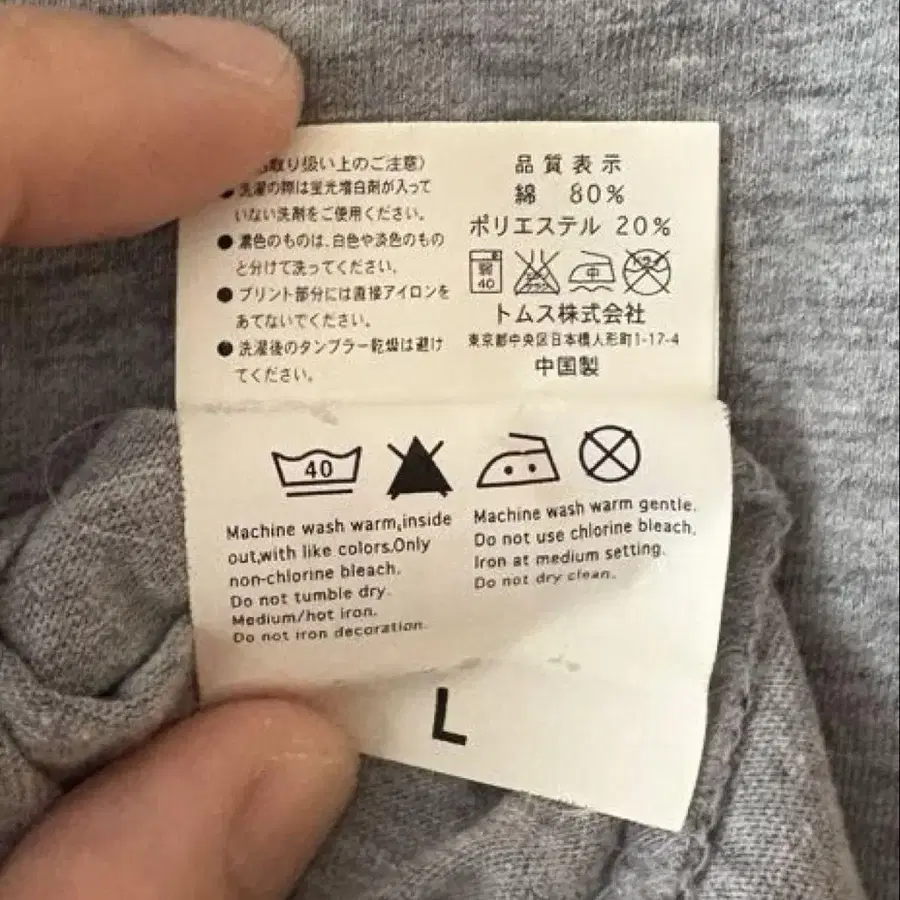 取り扱い上のご注意)
● 洗濯の際は蛍光増白剤が入って
いない洗剤をご使用ください。
● 濃色のものは、白色や淡色のもの
と分けて洗ってください。
● プリント部分には直接アイロンを
あてないでください。
● 洗濯後のタンブラー乾燥は避け
てください。
品質表示
綿 80%
ポリエステル 20%
弱 40 中
トムス株式会社
東京都中央区日本橋人形町1-17-4
中国製
40
Machine wash warm,inside
out,with like colors.Only
non-chlorine bleach.
Do not tumble dry.
Medium/hot iron.
Do not iron decoration.
Machine wash warm gentle.
Do not use chlorine bleach.
Iron at medium setting.
Do not dry clean.
L